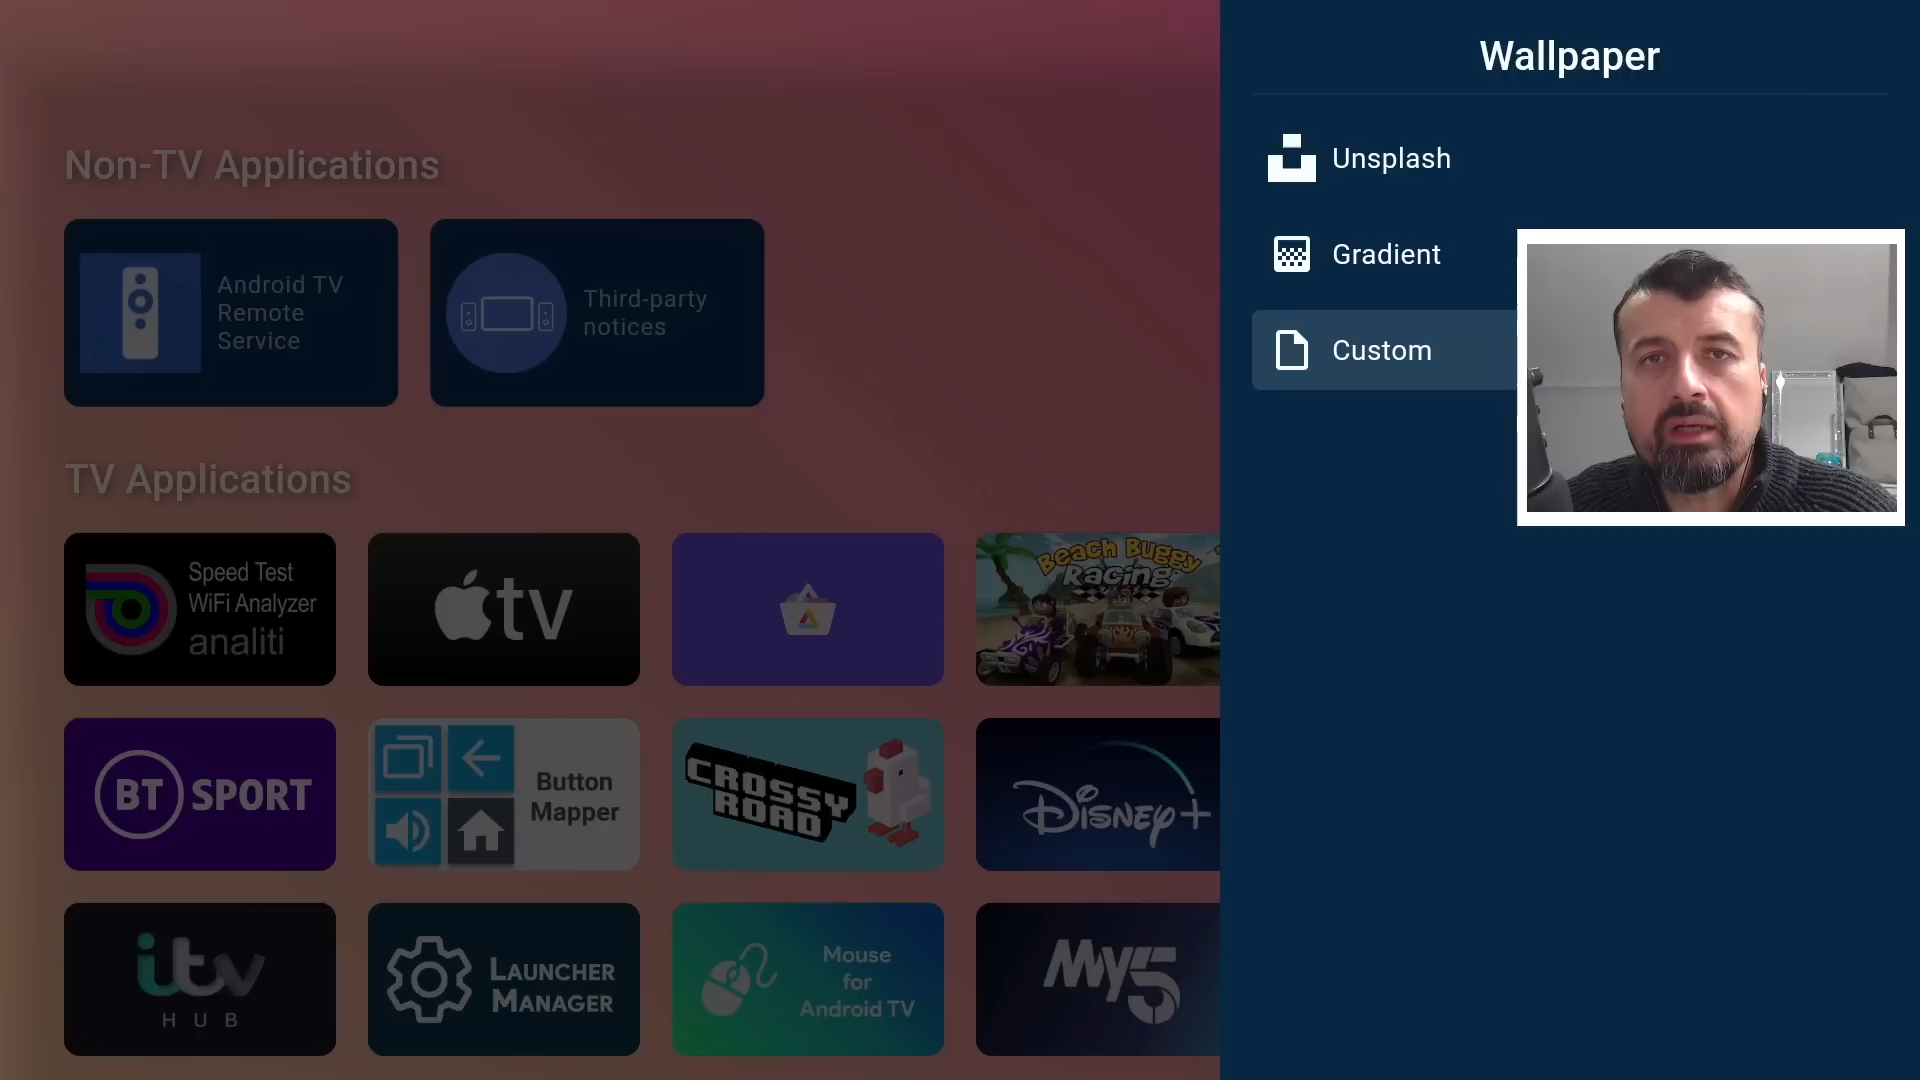 Wallpaper
Unsplash
Gradient
Custom
Non-TV Applications
Android TV
Remote
Service
Third-party
notices
TV Applications
Speed Test
WiFi Analyzer
analiti
tv
Beach Buggy
Racing
BT SPORT
Button
Mapper
CROSSY
ROAD
Disney+
itv
HUB
LAUNCHER
MANAGER
Mouse
for
Android TV
My5